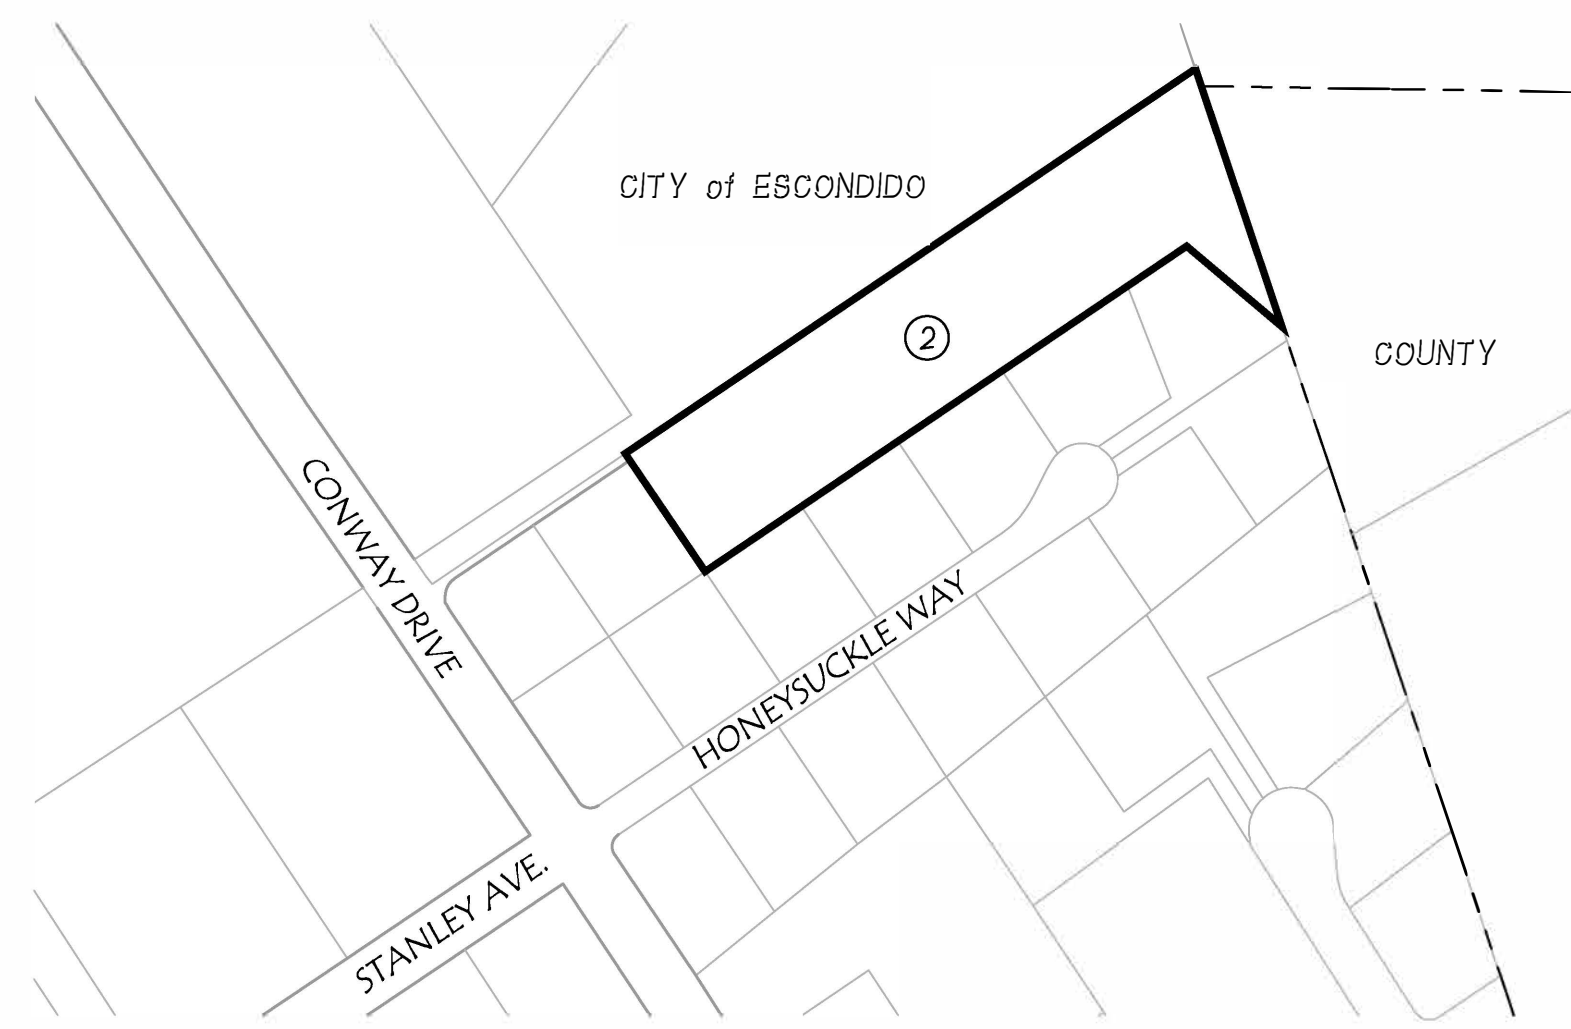 CITY of ESCONDIDO
2
COUNTY
CONWAY DRIVE
HONEYSUCKLE WAY
STANLEY AVE.